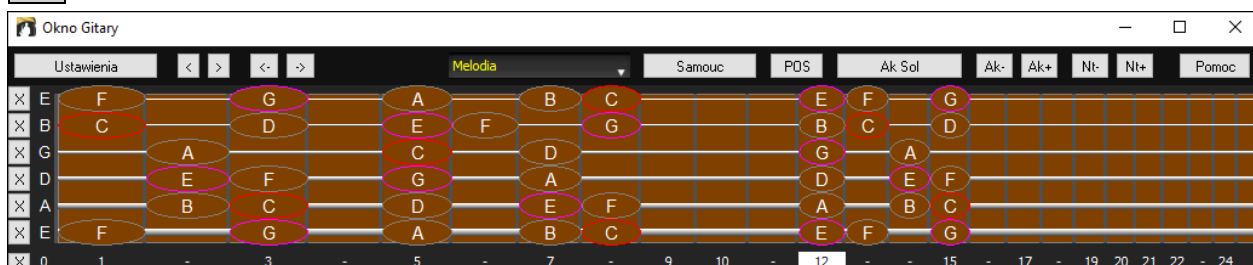 Okno Gitary
Ustawienia < > <- -> Melodia Samouc POS Ak Sol Ak- Ak+ Nt- Nt+ Pomoc
X E F G A B C E F G
X B C D E F G B C D
X G A C D G A
X D E F G A D E F
X A B C D E F A B C
X E F G A B C E F G
X 0 1 - 3 - 5 - 7 - 9 10 - 12 - - 15 - 17 - 19 20 21 22 - 24